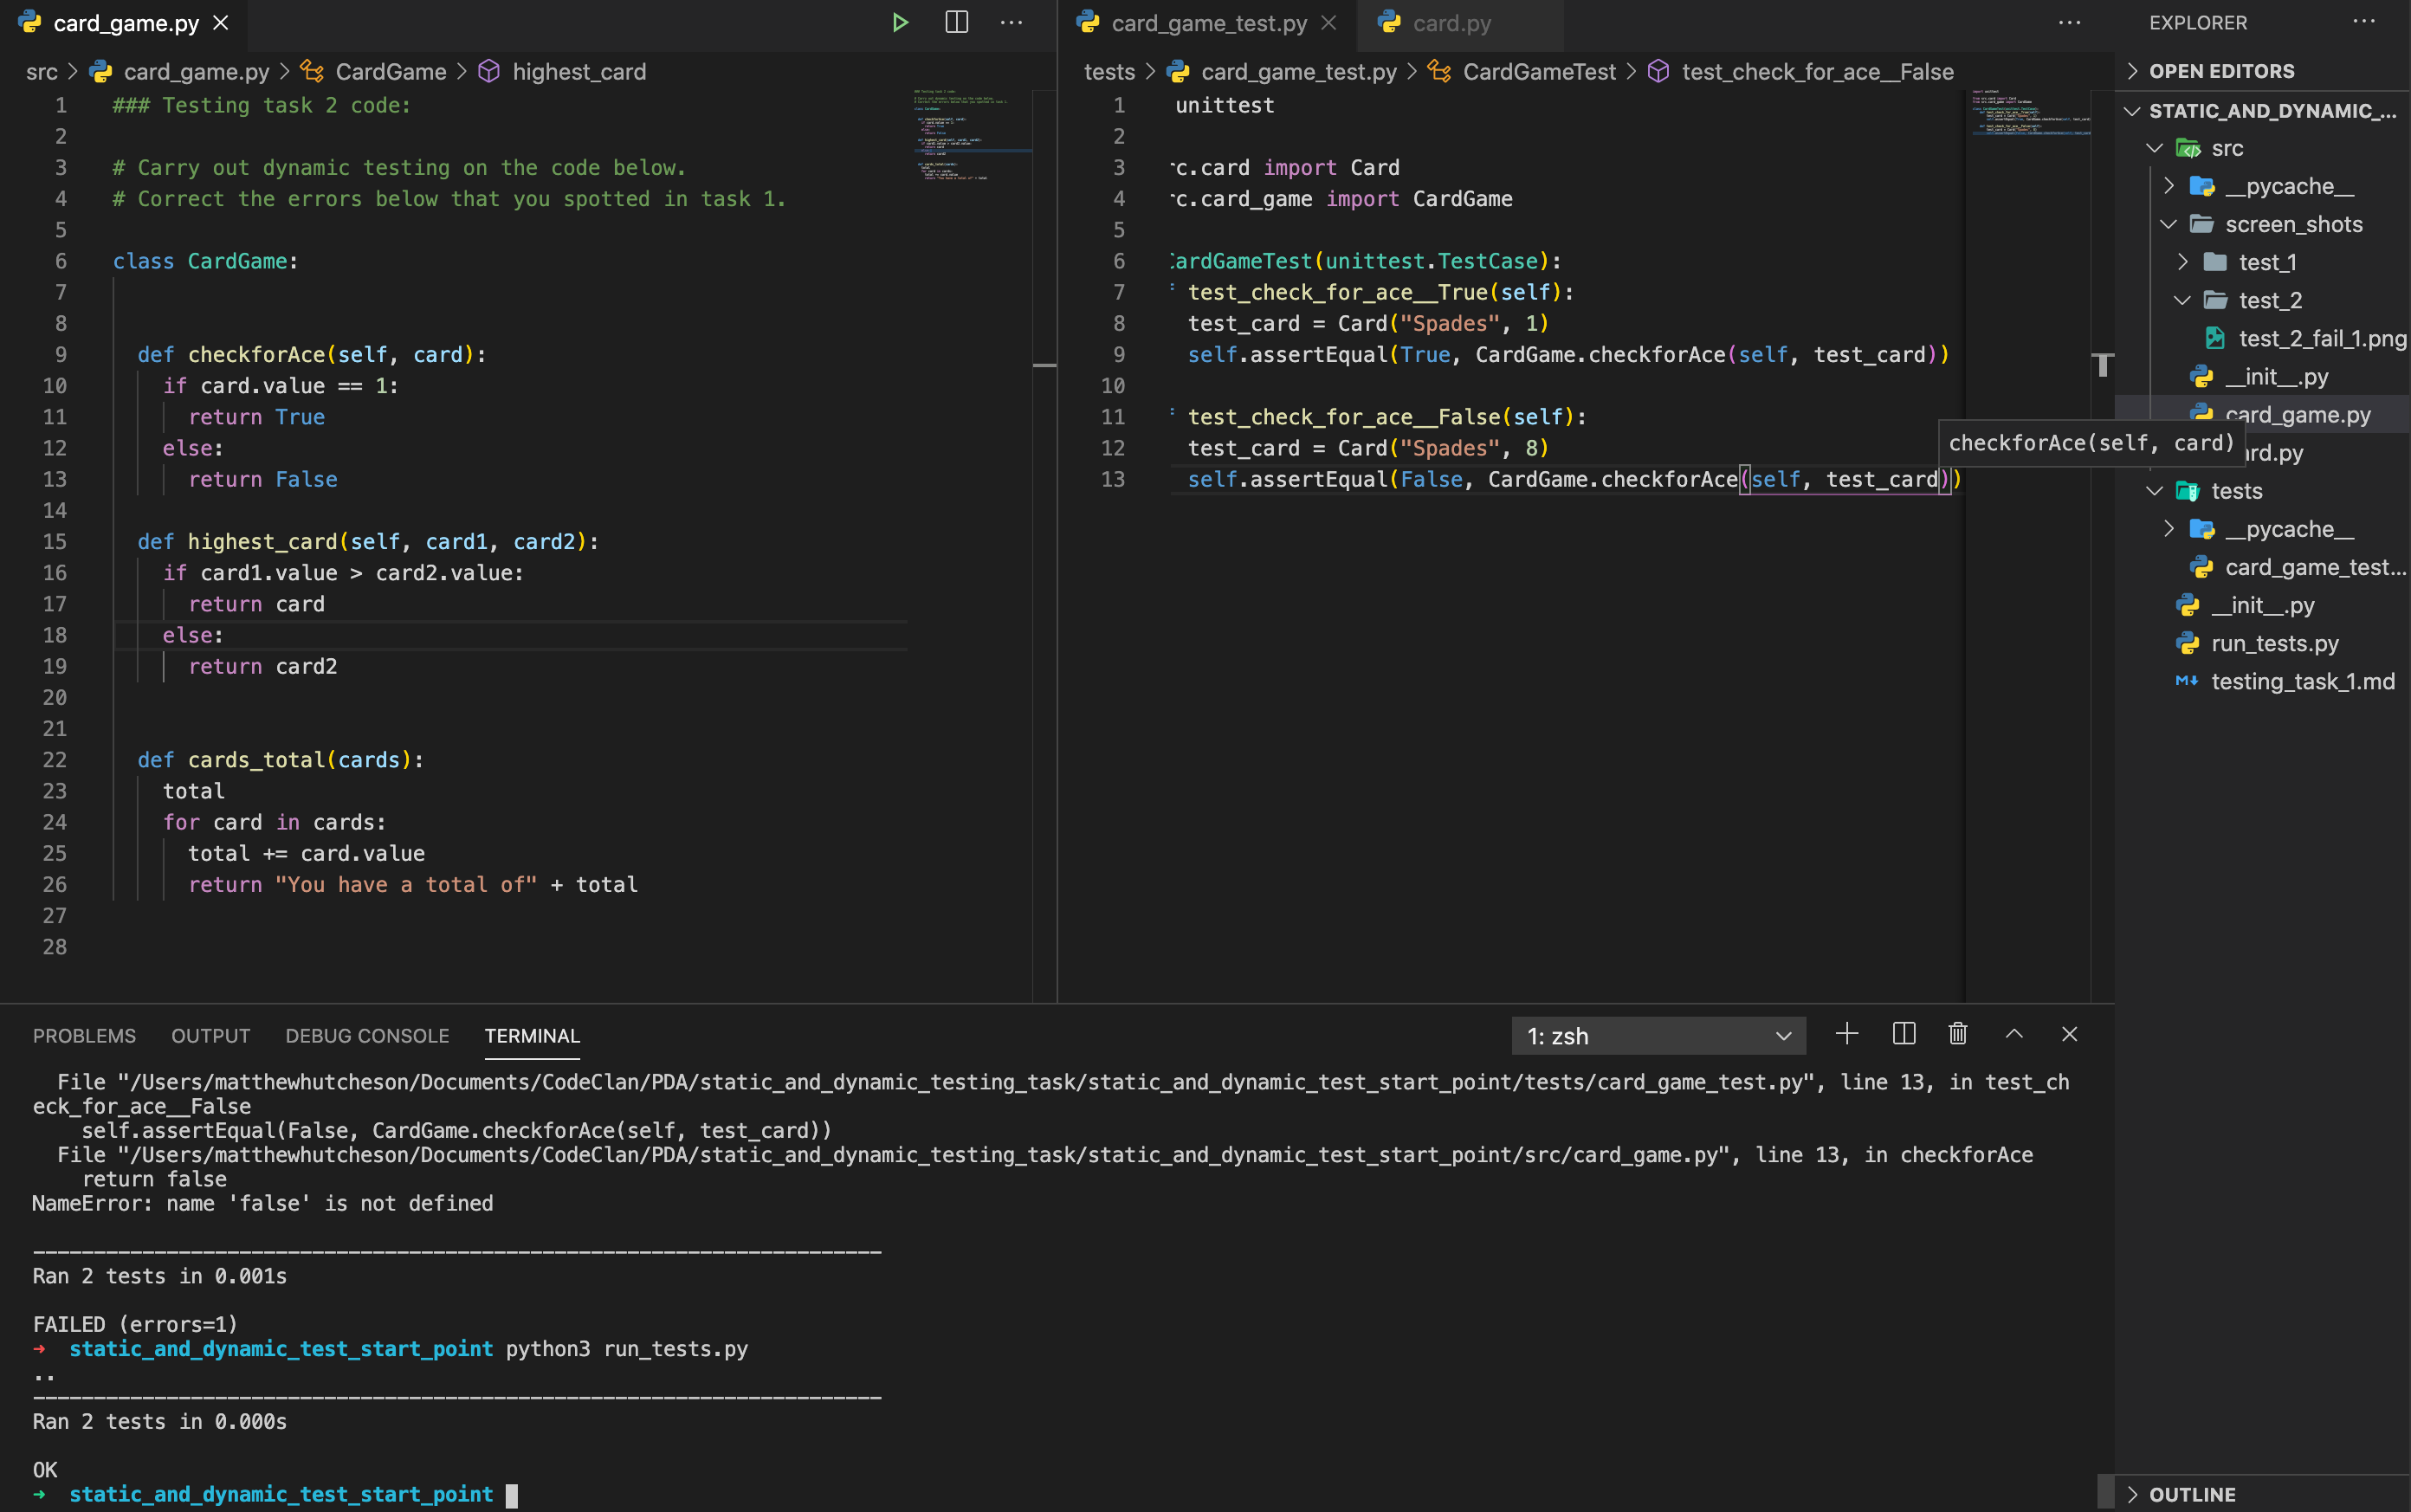 card_game.py
src > card_game.py > CardGame > highest_card
1 ### Testing task 2 code:
2
3 # Carry out dynamic testing on the code below.
4 # Correct the errors below that you spotted in task 1.
5
6 class CardGame:
7
8
9 def checkforAce(self, card):
10 if card.value == 1:
11 return True
12 else:
13 return False
14
15 def highest_card(self, card1, card2):
16 if card1.value > card2.value:
17 return card
18 else:
19 return card2
20
21
22 def cards_total(cards):
23 total
24 for card in cards:
25 total += card.value
26 return "You have a total of" + total
27
28
card_game_test.py card.py
tests > card_game_test.py > CardGameTest > test_check_for_ace__False
1 unittest
2
3 rc.card import Card
4 rc.card_game import CardGame
5
6 CardGameTest(unittest.TestCase):
7 test_check_for_ace__True(self):
8 test_card = Card("Spades", 1)
9 self.assertEqual(True, CardGame.checkforAce(self, test_card))
10
11 test_check_for_ace__False(self):
12 test_card = Card("Spades", 8)
13 self.assertEqual(False, CardGame.checkforAce(self, test_card))
checkforAce(self, card)
EXPLORER
OPEN EDITORS
STATIC_AND_DYNAMIC_...
src
__pycache__
screen_shots
test_1
test_2
test_2_fail_1.png
__init__.py
card_game.py
rd.py
tests
__pycache__
card_game_test...
__init__.py
run_tests.py
testing_task_1.md
OUTLINE
PROBLEMS OUTPUT DEBUG CONSOLE TERMINAL 1: zsh
File "/Users/matthewhutcheson/Documents/CodeClan/PDA/static_and_dynamic_testing_task/static_and_dynamic_test_start_point/tests/card_game_test.py", line 13, in test_ch
eck_for_ace__False
self.assertEqual(False, CardGame.checkforAce(self, test_card))
File "/Users/matthewhutcheson/Documents/CodeClan/PDA/static_and_dynamic_testing_task/static_and_dynamic_test_start_point/src/card_game.py", line 13, in checkforAce
return false
NameError: name 'false' is not defined
----------------------------------------------------------------------
Ran 2 tests in 0.001s
FAILED (errors=1)
➜ static_and_dynamic_test_start_point python3 run_tests.py
..
----------------------------------------------------------------------
Ran 2 tests in 0.000s
OK
➜ static_and_dynamic_test_start_point